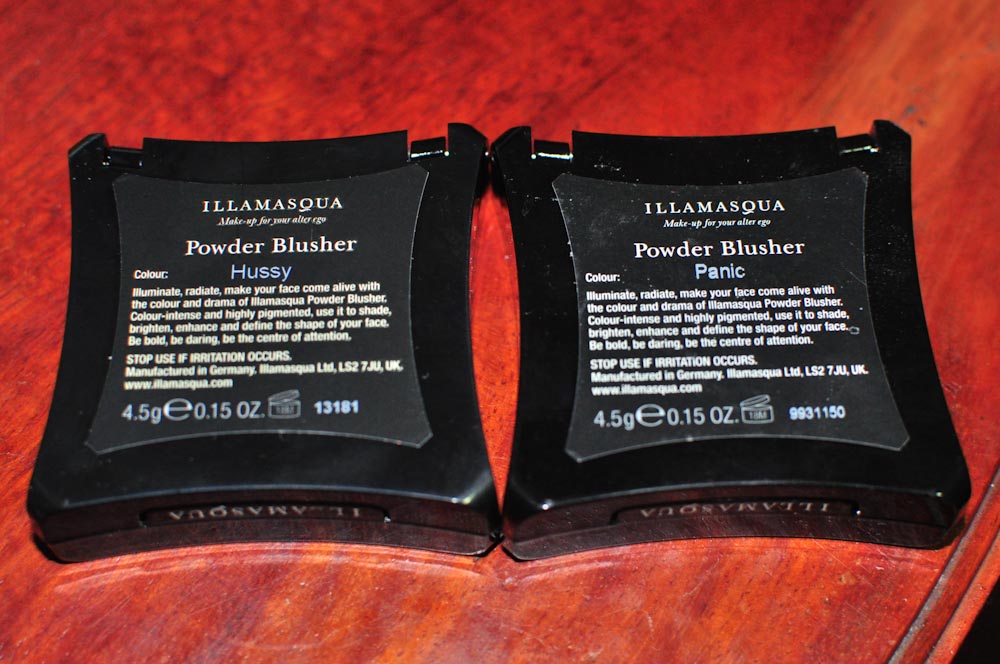 ILLAMASQUA
Make-up for your alter ego
Powder Blusher
Colour: Hussy
Illuminate, radiate, make your face come alive with
the colour and drama of Illamasqua Powder Blusher.
Colour-intense and highly pigmented, use it to shade,
brighten, enhance and define the shape of your face.
Be bold, be daring, be the centre of attention.
STOP USE IF IRRITATION OCCURS.
Manufactured in Germany. Illamasqua Ltd, LS2 7JU, UK.
www.illamasqua.com
4.5g e 0.15 OZ. 18M 13181
ILLAMASQUA
ILLAMASQUA
Make-up for your alter ego
Powder Blusher
Colour: Panic
Illuminate, radiate, make your face come alive with
the colour and drama of Illamasqua Powder Blusher.
Colour-intense and highly pigmented, use it to shade,
brighten, enhance and define the shape of your face.
Be bold, be daring, be the centre of attention.
STOP USE IF IRRITATION OCCURS.
Manufactured in Germany. Illamasqua Ltd, LS2 7JU, UK.
www.illamasqua.com
4.5g e 0.15 OZ. 18M 9931150
ILLAMASQUA